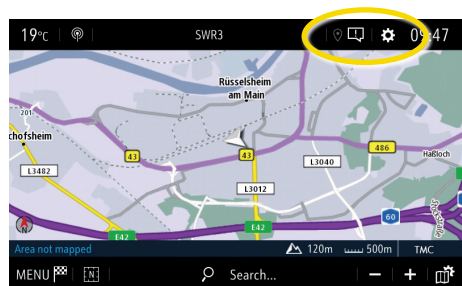 19°C
SWR3
09:47
Rüsselsheim
am Main
201
chofsheim
43
43
486
Haßloch
L3482
L3040
L3012
60
N
E42
E42
Area not mapped
120m
500m
TMC
MENU
N
Search...